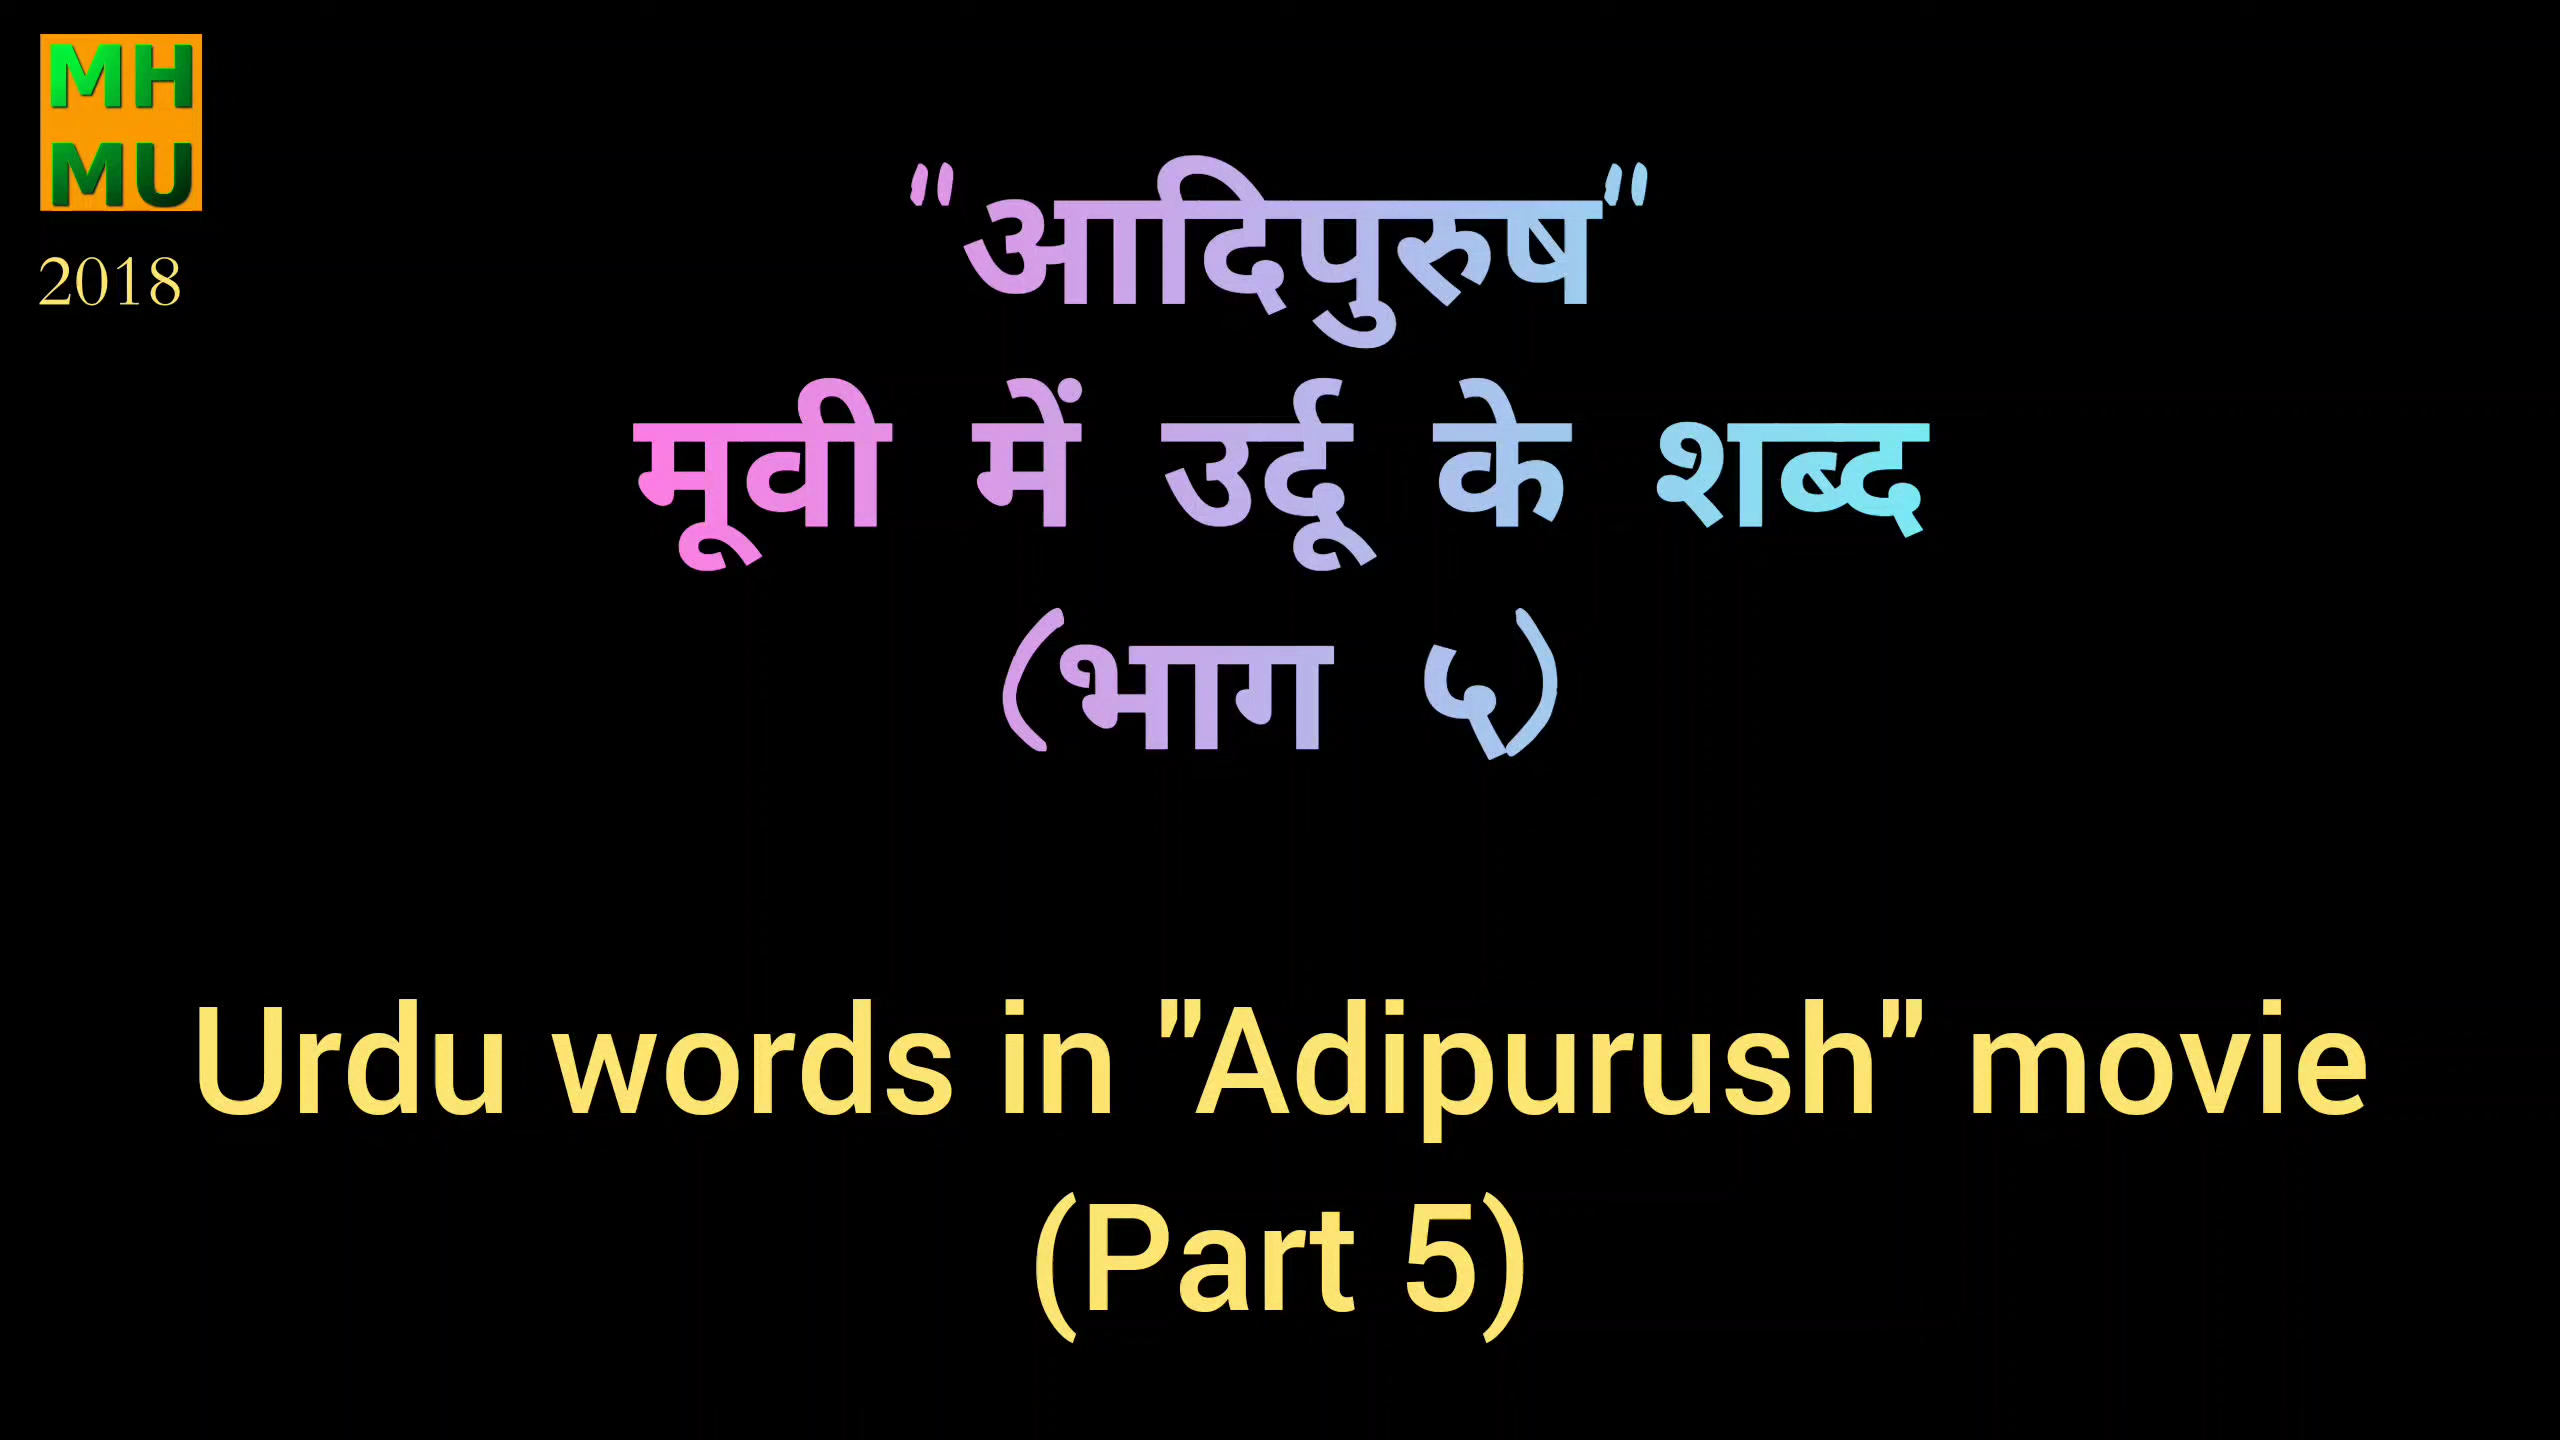 MH
MU
2018
"आदिपुरुष"
मूवी में उर्दू के शब्द
(भाग ५)
Urdu words in "Adipurush" movie
(Part 5)